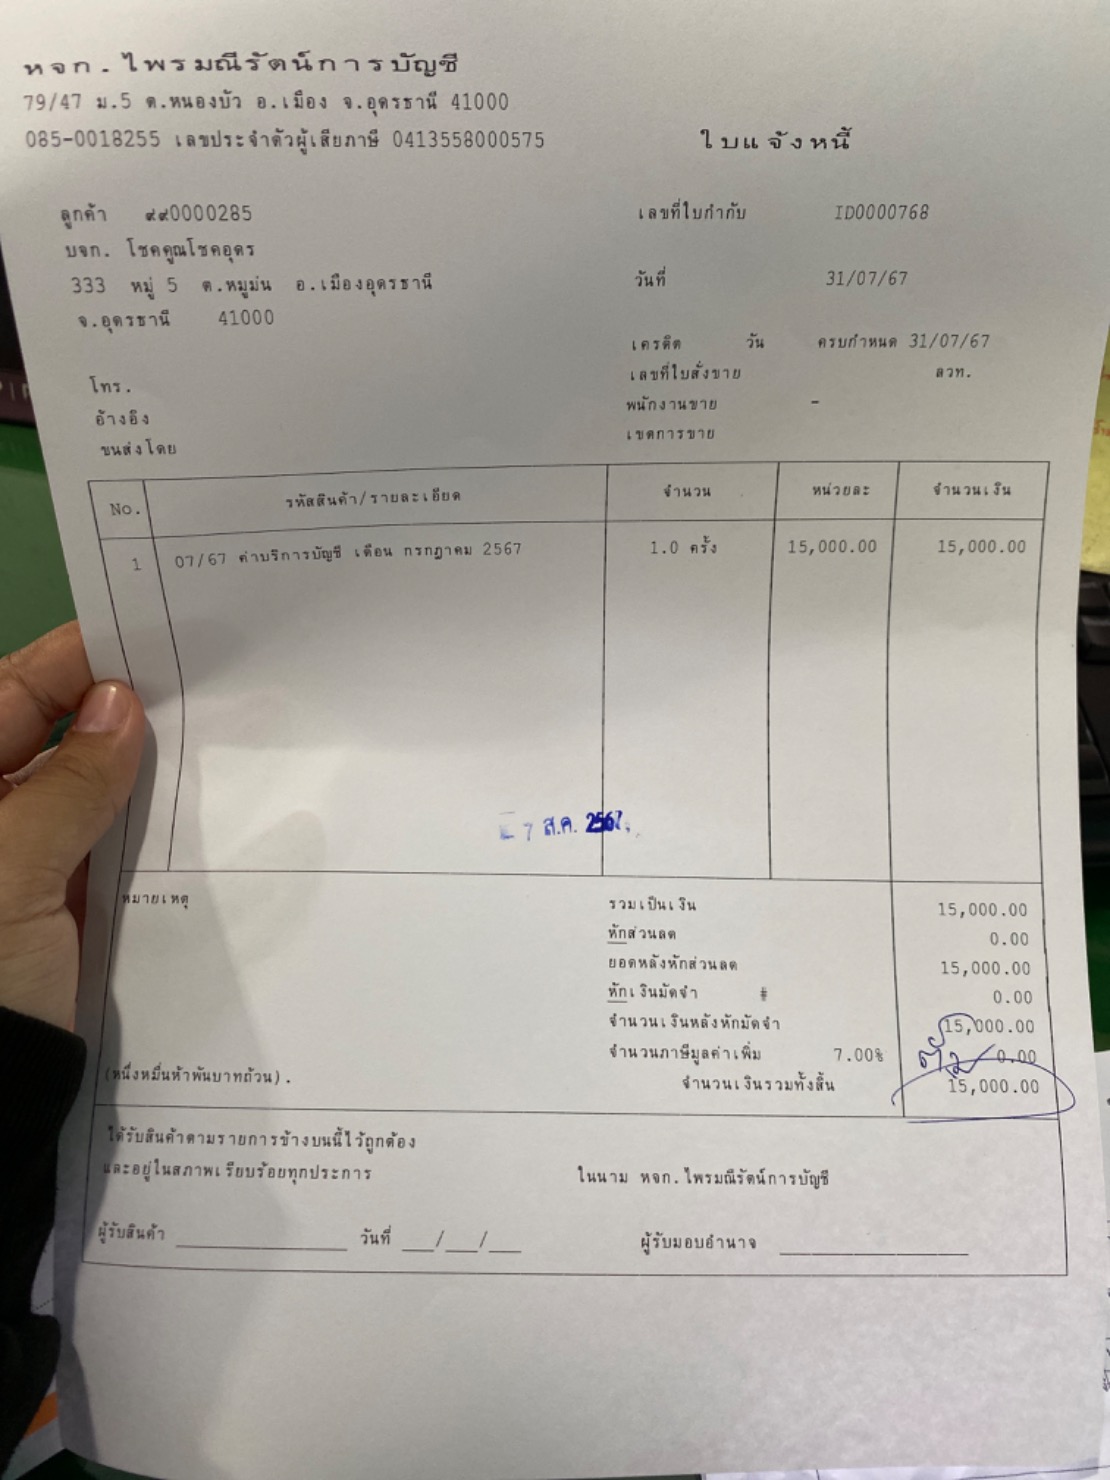 หจก.ไพรมณีรัตน์การบัญชี
79/47 ม.5 ต.หนองบัว อ.เมือง จ.อุดรธานี 41000
085-0018255 เลขประจำตัวผู้เสียภาษี 0413558000575
ใบแจ้งหนี้
ลูกค้า ๙๙0000285
เลขที่ใบกำกับ ID0000768
บจก. โชคคูณโชคอุดร
333 หมู่ 5 ต.หมูม่น อ.เมืองอุดรธานี
วันที่ 31/07/67
จ.อุดรธานี 41000
เครดิต วัน ครบกำหนด 31/07/67
เลขที่ใบสั่งขาย ลวท.
โทร.
พนักงานขาย -
อ้างอิง
เขตการขาย
ขนส่งโดย
No. รหัสสินค้า/รายละเอียด จำนวน หน่วยละ จำนวนเงิน
1 07/67 ค่าบริการบัญชี เดือน กรกฎาคม 2567 1.0 ครั้ง 15,000.00 15,000.00
7 ส.ค. 2567
หมายเหตุ
รวมเป็นเงิน 15,000.00
หักส่วนลด 0.00
ยอดหลังหักส่วนลด 15,000.00
หักเงินมัดจำ # 0.00
จำนวนเงินหลังหักมัดจำ 15,000.00
จำนวนภาษีมูลค่าเพิ่ม 7.00% 0.00
(หนึ่งหมื่นห้าพันบาทถ้วน).
จำนวนเงินรวมทั้งสิ้น 15,000.00
ได้รับสินค้าตามรายการข้างบนนี้ไว้ถูกต้อง
และอยู่ในสภาพเรียบร้อยทุกประการ
ในนาม หจก.ไพรมณีรัตน์การบัญชี
ผู้รับสินค้า วันที่ __/__/__
ผู้รับมอบอำนาจ